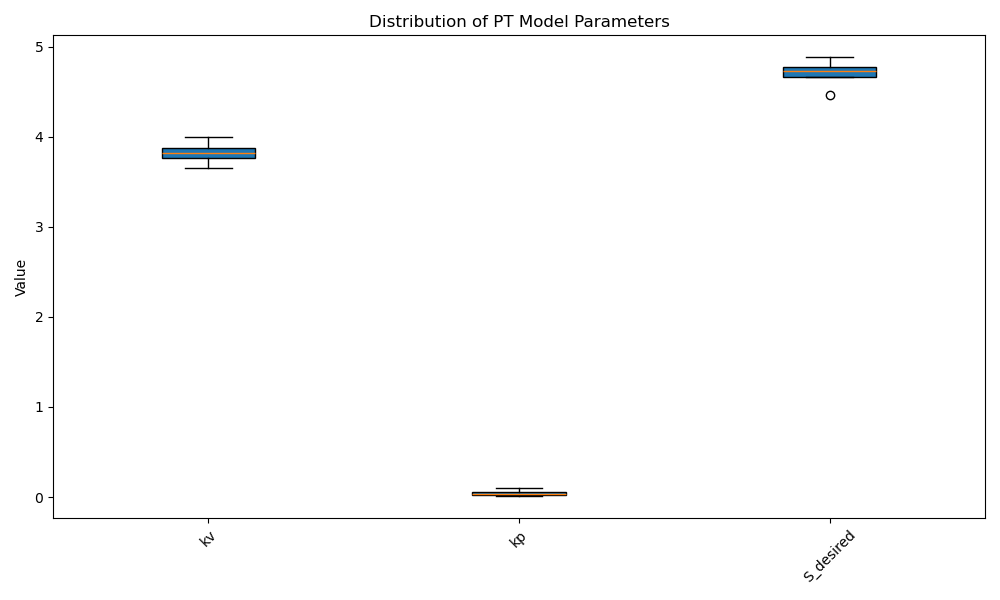 Distribution of PT Model Parameters
5
4
3
2
1
0
Value
kv
kp
S_desired